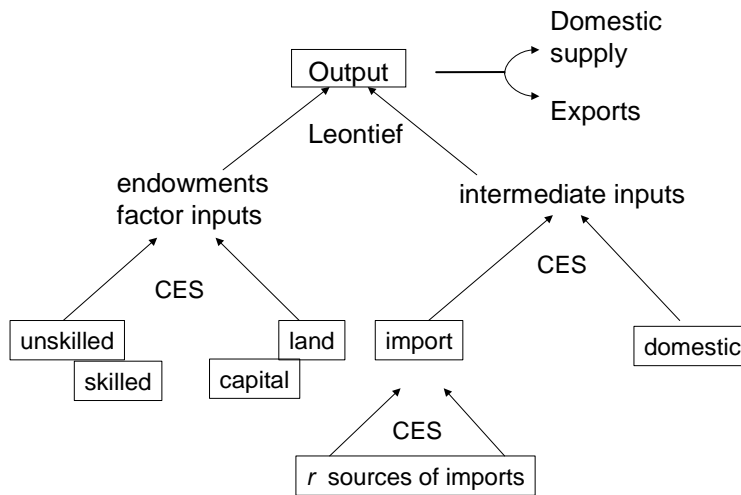 Domestic
supply
Output
Exports
Leontief
endowments
factor inputs
intermediate inputs
CES
CES
unskilled
land
import
domestic
skilled
capital
CES
r sources of imports